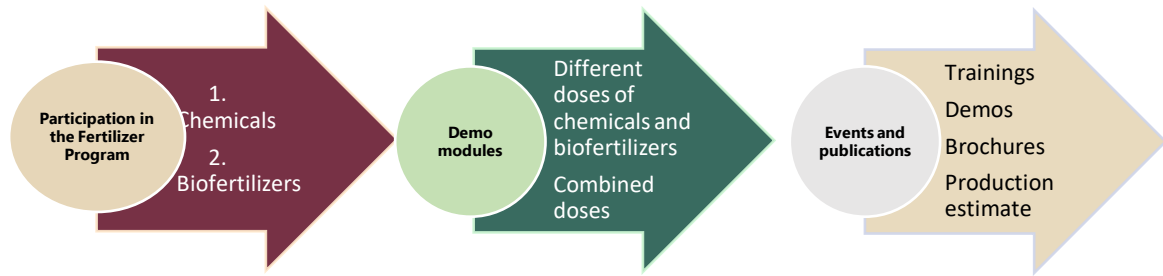 Participation in
the Fertilizer
Program
1.
Chemicals
2.
Biofertilizers
Demo
modules
Different
doses of
chemicals and
biofertilizers
Combined
doses
Events and
publications
Trainings
Demos
Brochures
Production
estimate